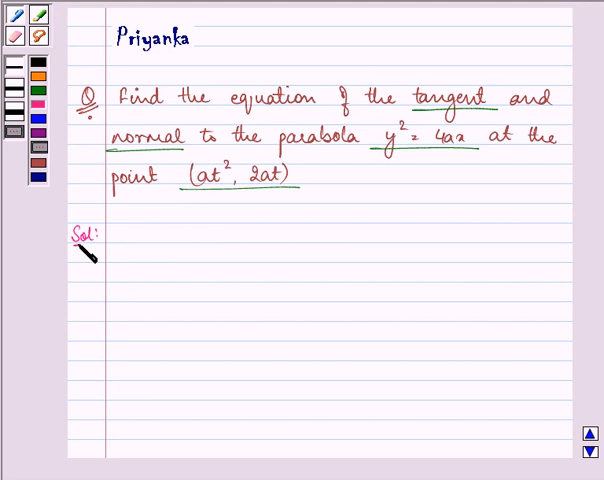 Priyanka
Q Find the equation of the tangent and
normal to the parabola y² = 4ax at the
point (at², 2at)
Sol: